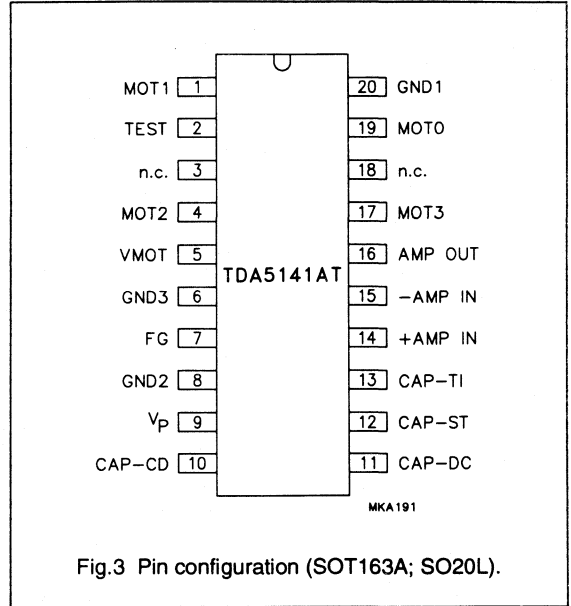 MOT1 1 20 GND1
TEST 2 19 MOT0
n.c. 3 18 n.c.
MOT2 4 17 MOT3
VMOT 5 16 AMP OUT
TDA5141AT
GND3 6 15 -AMP IN
FG 7 14 +AMP IN
GND2 8 13 CAP-TI
VP 9 12 CAP-ST
CAP-CD 10 11 CAP-DC
MKA191
Fig.3 Pin configuration (SOT163A; SO20L).